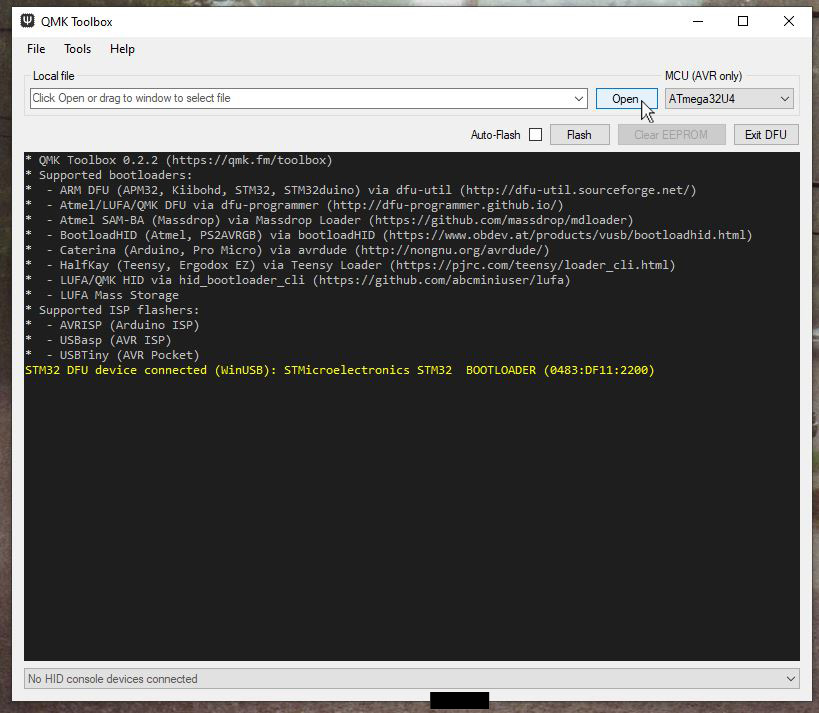 QMK Toolbox
File Tools Help
Local file MCU (AVR only)
Click Open or drag to window to select file Open ATmega32U4
Auto-Flash Flash Clear EEPROM Exit DFU
* QMK Toolbox 0.2.2 (https://qmk.fm/toolbox)
* Supported bootloaders:
* - ARM DFU (APM32, Kiibohd, STM32, STM32duino) via dfu-util (http://dfu-util.sourceforge.net/)
* - Atmel/LUFA/QMK DFU via dfu-programmer (http://dfu-programmer.github.io/)
* - Atmel SAM-BA (Massdrop) via Massdrop Loader (https://github.com/massdrop/mdloader)
* - BootloadHID (Atmel, PS2AVRGB) via bootloadHID (https://www.obdev.at/products/vusb/bootloadhid.html)
* - Caterina (Arduino, Pro Micro) via avrdude (http://nongnu.org/avrdude/)
* - HalfKay (Teensy, Ergodox EZ) via Teensy Loader (https://pjrc.com/teensy/loader_cli.html)
* - LUFA/QMK HID via hid_bootloader_cli (https://github.com/abcminiuser/lufa)
* - LUFA Mass Storage
* Supported ISP flashers:
* - AVRISP (Arduino ISP)
* - USBasp (AVR ISP)
* - USBTiny (AVR Pocket)
STM32 DFU device connected (WinUSB): STMicroelectronics STM32 BOOTLOADER (0483:DF11:2200)
No HID console devices connected